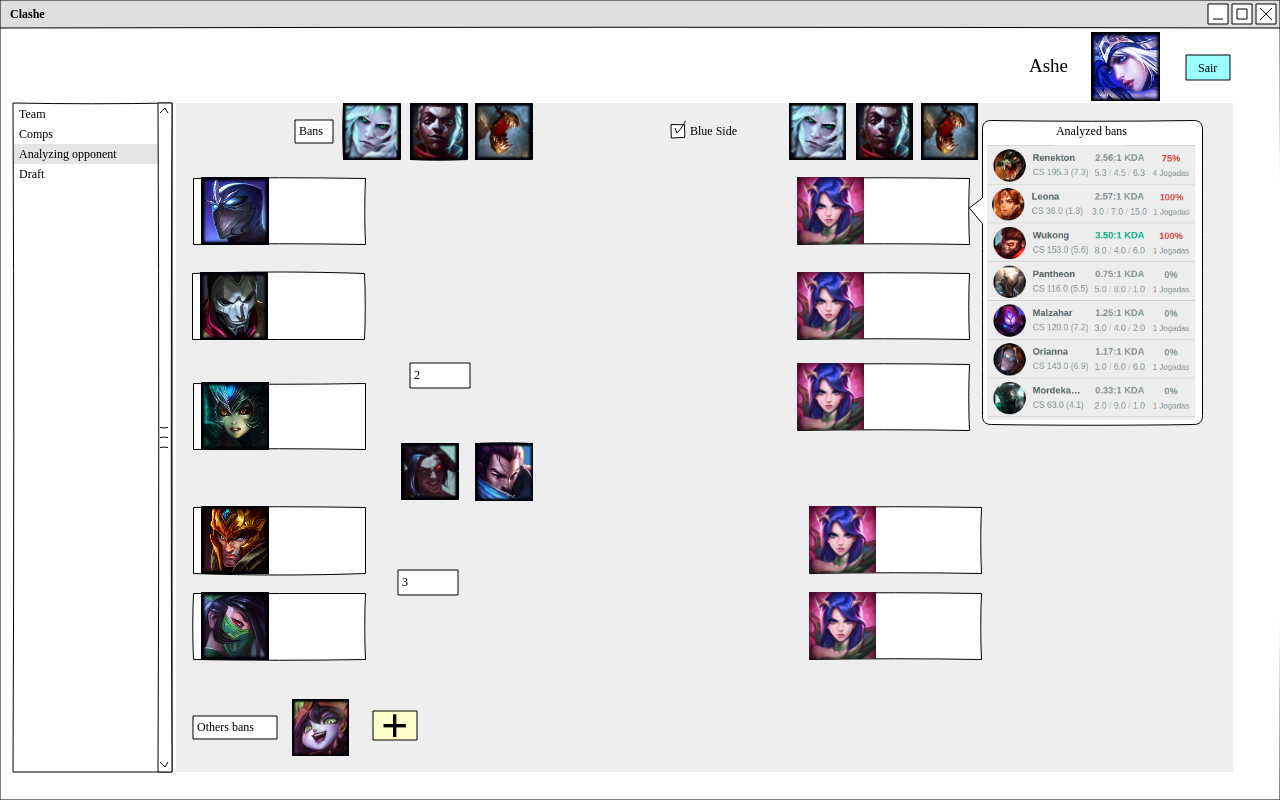 Clashe
Ashe
Sair
Team
Comps
Analyzing opponent
Draft
Bans
Blue Side
Analyzed bans
Renekton 2.56:1 KDA 75%
CS 195.3 (7.3) 5.3 / 4.5 / 6.3 4 Jogadas
Leona 2.57:1 KDA 100%
CS 36.0 (1.3) 3.0 / 7.0 / 15.0 1 Jogadas
Wukong 3.50:1 KDA 100%
CS 153.0 (5.6) 8.0 / 4.0 / 6.0 1 Jogadas
Pantheon 0.75:1 KDA 0%
CS 116.0 (5.5) 5.0 / 8.0 / 1.0 1 Jogadas
Malzahar 1.25:1 KDA 0%
CS 120.0 (7.2) 3.0 / 4.0 / 2.0 1 Jogadas
Orianna 1.17:1 KDA 0%
CS 143.0 (6.9) 1.0 / 6.0 / 6.0 1 Jogadas
Mordeka... 0.33:1 KDA 0%
CS 63.0 (4.1) 2.0 / 9.0 / 1.0 1 Jogadas
2
3
Others bans